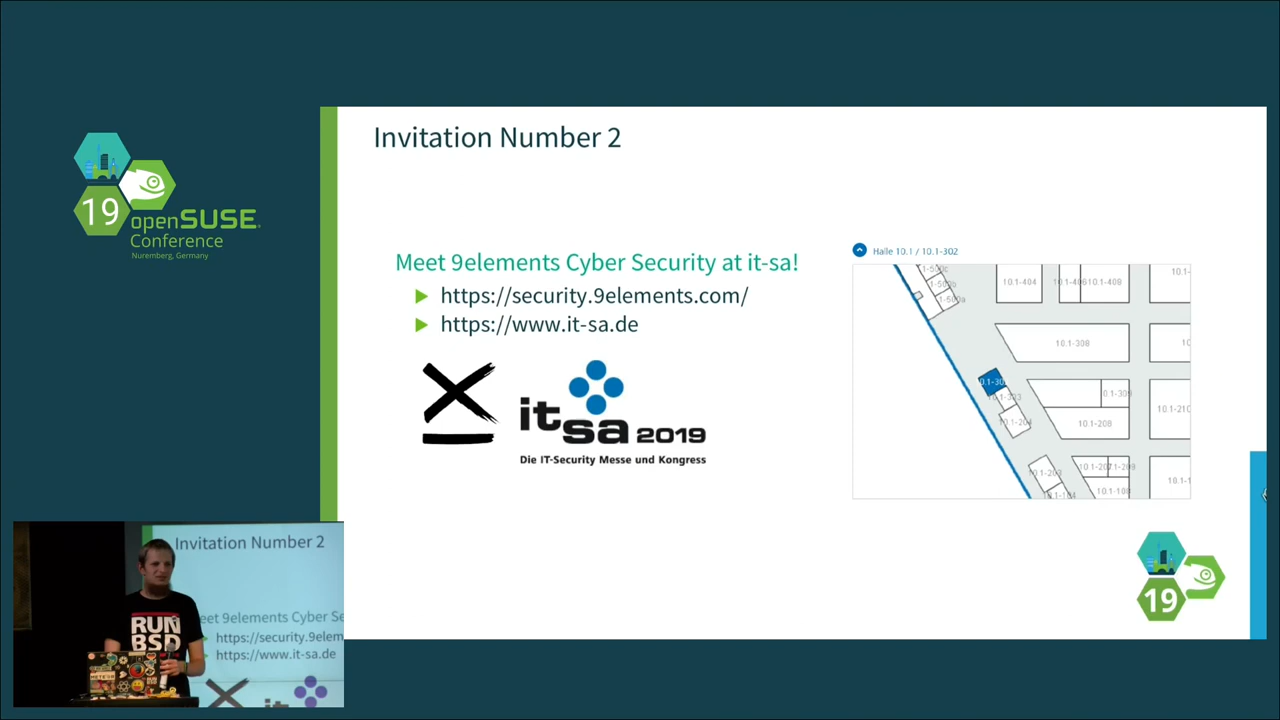 19
openSUSE
Conference
Nuremberg, Germany
Invitation Number 2
Meet 9elements Cyber Security at it-sa!
https://security.9elements.com/
https://www.it-sa.de
it sa 2019
Die IT-Security Messe und Kongress
Halle 10.1 / 10.1-302
10.1-404
10.1-408
10.1-308
10.1-208
10.1-210
19
Invitation Number 2
eet 9elements Cyber Se
https://security.9elem
https://www.it-sa.de
RUN
BSD